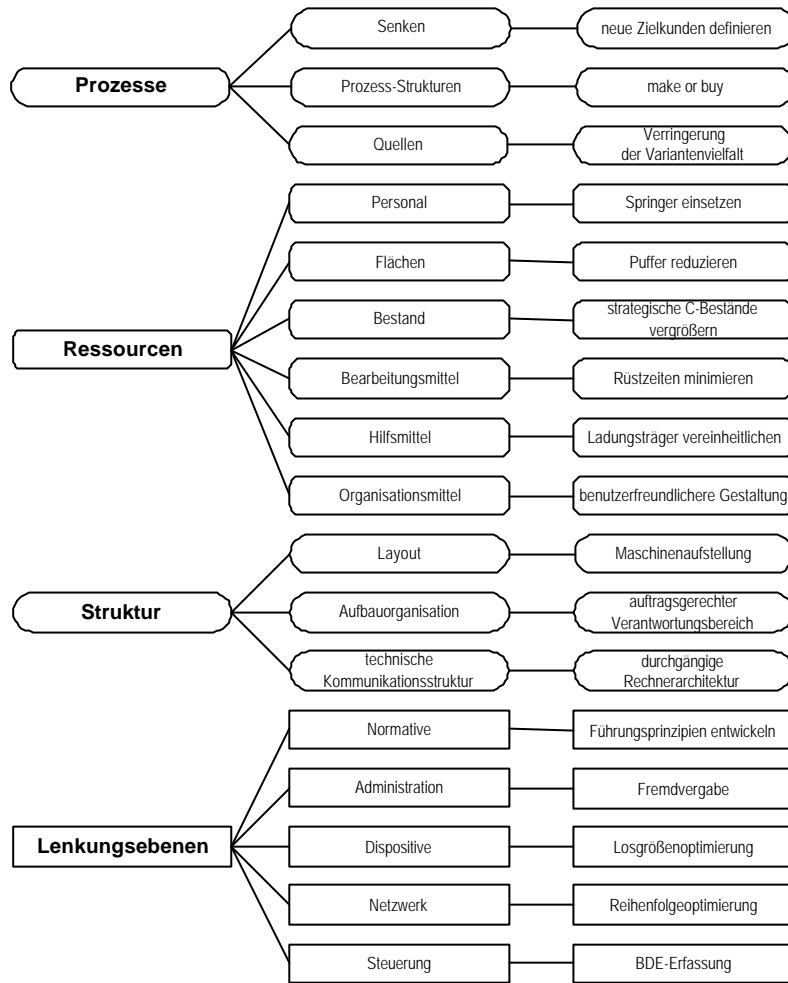 Senken
neue Zielkunden definieren
Prozesse
Prozess-Strukturen
make or buy
Quellen
Verringerung
der Variantenvielfalt
Personal
Springer einsetzen
Flächen
Puffer reduzieren
Ressourcen
Bestand
strategische C-Bestände
vergrößern
Bearbeitungsmittel
Rüstzeiten minimieren
Hilfsmittel
Ladungsträger vereinheitlichen
Organisationsmittel
benutzerfreundlichere Gestaltung
Struktur
Layout
Maschinenaufstellung
Aufbauorganisation
auftragsgerechter
Verantwortungsbereich
technische
Kommunikationsstruktur
durchgängige
Rechnerarchitektur
Lenkungsebenen
Normative
Führungsprinzipien entwickeln
Administration
Fremdvergabe
Dispositive
Losgrößenoptimierung
Netzwerk
Reihenfolgeoptimierung
Steuerung
BDE-Erfassung